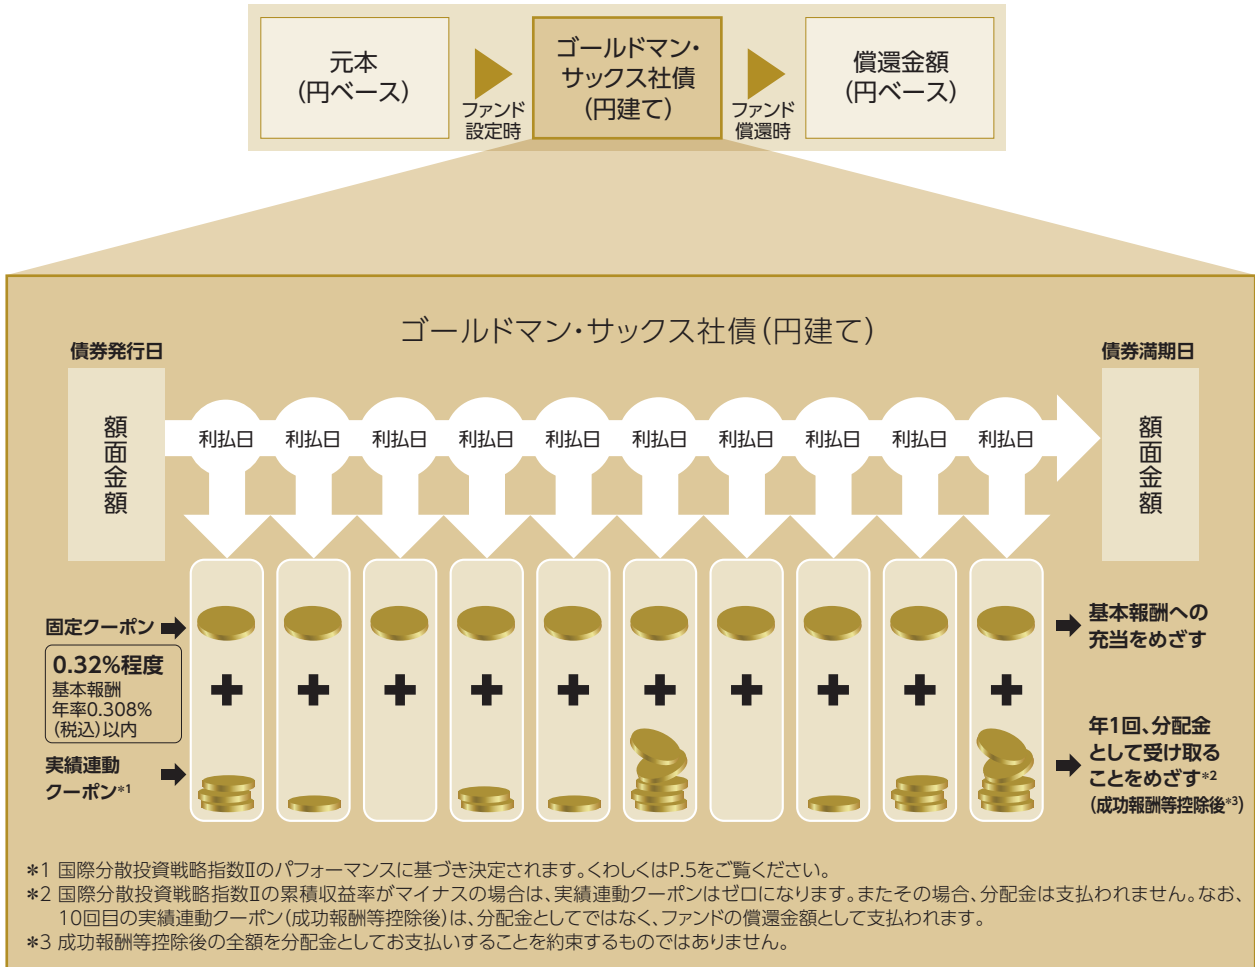 元本
(円ベース)
ファンド
設定時
ゴールドマン・
サックス社債
(円建て)
ファンド
償還時
償還金額
(円ベース)
ゴールドマン・サックス社債(円建て)
債券発行日
額面金額
利払日
利払日
利払日
利払日
利払日
利払日
利払日
利払日
利払日
利払日
債券満期日
額面金額
固定クーポン
0.32%程度
基本報酬
年率0.308%
(税込)以内
実績連動
クーポン*1
基本報酬への
充当をめざす
年1回、分配金
として受け取る
ことをめざす*2
(成功報酬等控除後*3)
*1 国際分散投資戦略指数Ⅱのパフォーマンスに基づき決定されます。くわしくはP.5をご覧ください。
*2 国際分散投資戦略指数Ⅱの累積収益率がマイナスの場合は、実績連動クーポンはゼロになります。またその場合、分配金は支払われません。なお、
10回目の実績連動クーポン(成功報酬等控除後)は、分配金としてではなく、ファンドの償還金額として支払われます。
*3 成功報酬等控除後の全額を分配金としてお支払いすることを約束するものではありません。